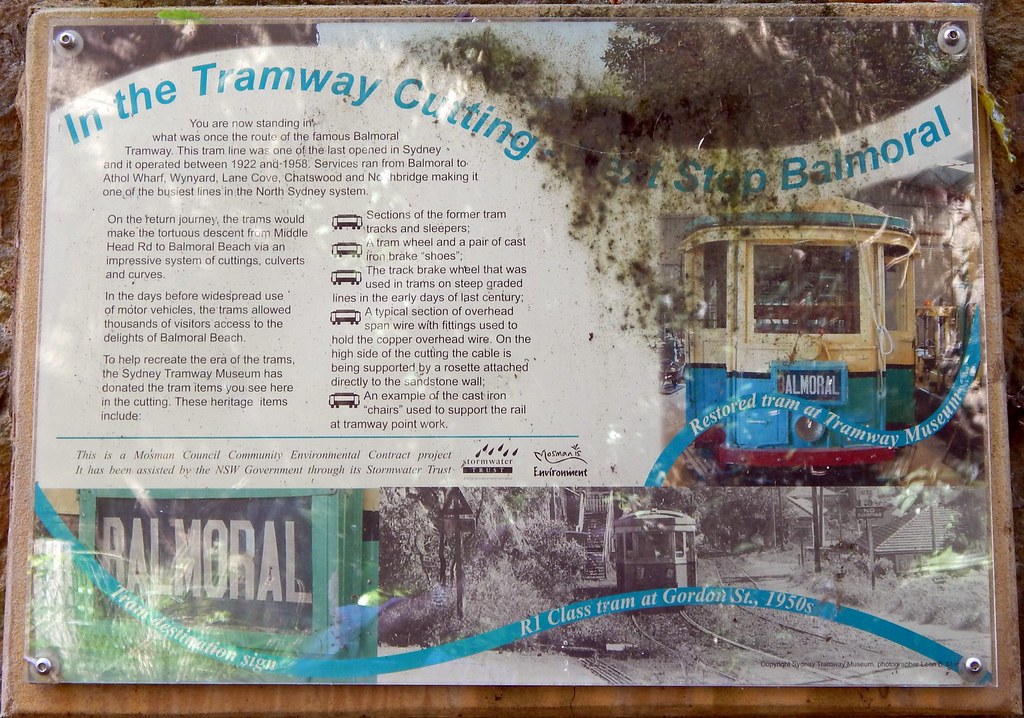 In the Tramway Cutting - Next Stop Balmoral
You are now standing in
what was once the route of the famous Balmoral
Tramway. This tram line was one of the last opened in Sydney
and it operated between 1922 and 1958. Services ran from Balmoral to
Athol Wharf, Wynyard, Lane Cove, Chatswood and Northbridge making it
one of the busiest lines in the North Sydney system.
On the return journey, the trams would
make the tortuous descent from Middle
Head Rd to Balmoral Beach via an
impressive system of cuttings, culverts
and curves.
In the days before widespread use
of motor vehicles, the trams allowed
thousands of visitors access to the
delights of Balmoral Beach.
To help recreate the era of the trams,
the Sydney Tramway Museum has
donated the tram items you see here
in the cutting. These heritage items
include:
Sections of the former tram
tracks and sleepers;
A tram wheel and a pair of cast
iron brake "shoes";
The track brake wheel that was
used in trams on steep graded
lines in the early days of last century;
A typical section of overhead
span wire with fittings used to
hold the copper overhead wire. On the
high side of the cutting the cable is
being supported by a rosette attached
directly to the sandstone wall;
An example of the cast iron
"chairs" used to support the rail
at tramway point work.
This is a Mosman Council Community Environmental Contract project
It has been assisted by the NSW Government through its Stormwater Trust
stormwater
TRUST
Mosman is
Environment
BALMORAL
Restored tram at Tramway Museum
BALMORAL
Tram destination sign
R1 Class tram at Gordon St., 1950s
Copyright Sydney Tramway Museum, photographer Leon